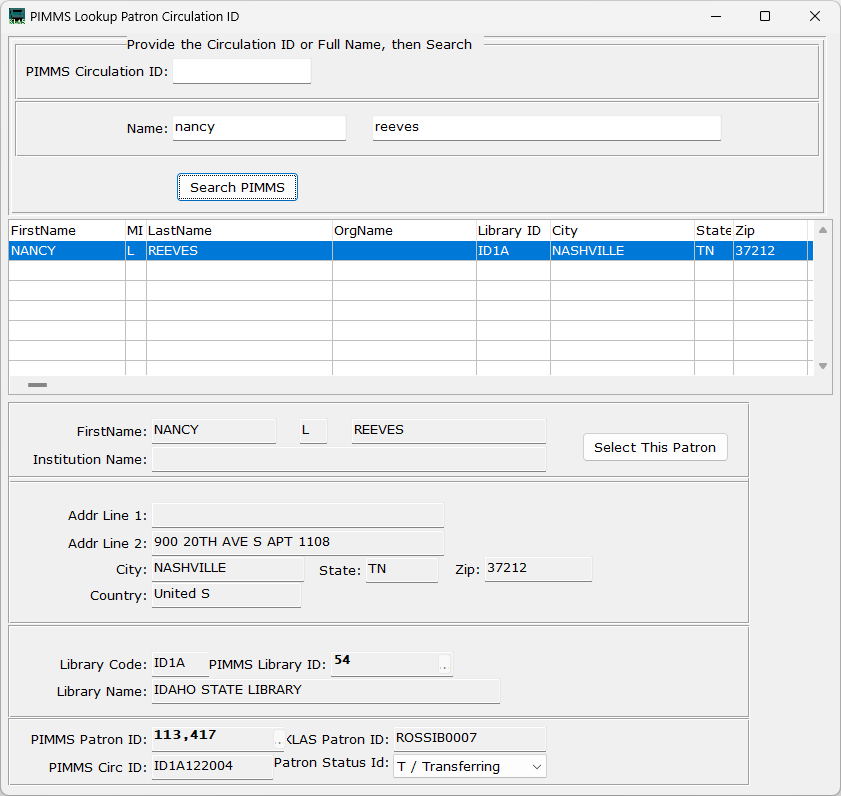 PIMMS Lookup Patron Circulation ID
Provide the Circulation ID or Full Name, then Search
PIMMS Circulation ID:
Name: nancy reeves
Search PIMMS
FirstName MI LastName OrgName Library ID City State Zip
NANCY L REEVES ID1A NASHVILLE TN 37212
FirstName: NANCY L REEVES
Select This Patron
Institution Name:
Addr Line 1:
Addr Line 2: 900 20TH AVE S APT 1108
City: NASHVILLE State: TN Zip: 37212
Country: United S
Library Code: ID1A PIMMS Library ID: 54 .
Library Name: IDAHO STATE LIBRARY
PIMMS Patron ID: 113,417 . KLAS Patron ID: ROSSIB0007
PIMMS Circ ID: ID1A122004 Patron Status Id: T / Transferring